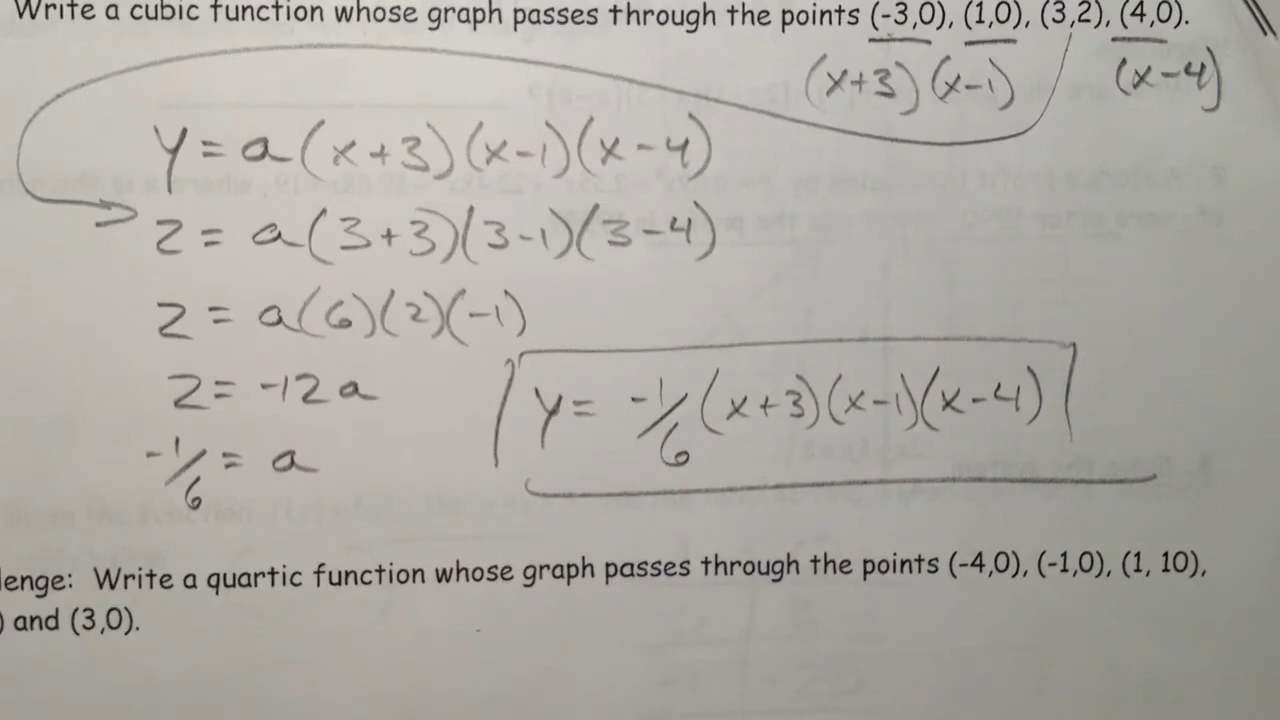 Write a cubic function whose graph passes through the points (-3,0), (1,0), (3,2), (4,0).
(x+3) (x-1) (x-4)
y = a(x+3)(x-1)(x-4)
2 = a(3+3)(3-1)(3-4)
2 = a(6)(2)(-1)
2 = -12a
-1/6 = a
y = -1/6 (x+3)(x-1)(x-4)
lenge: Write a quartic function whose graph passes through the points (-4,0), (-1,0), (1, 10),
) and (3,0).